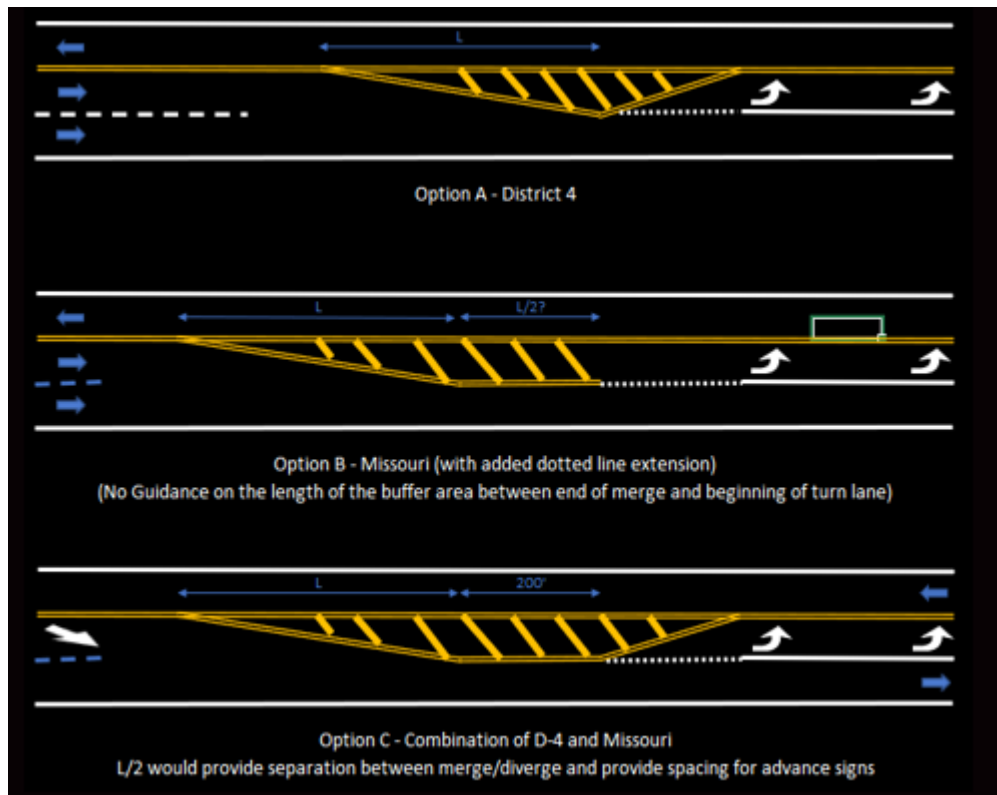 L
Option A - District 4
L
L/2?
Option B - Missouri (with added dotted line extension)
(No Guidance on the length of the buffer area between end of merge and beginning of turn lane)
L
200'
Option C - Combination of D-4 and Missouri
L/2 would provide separation between merge/diverge and provide spacing for advance signs